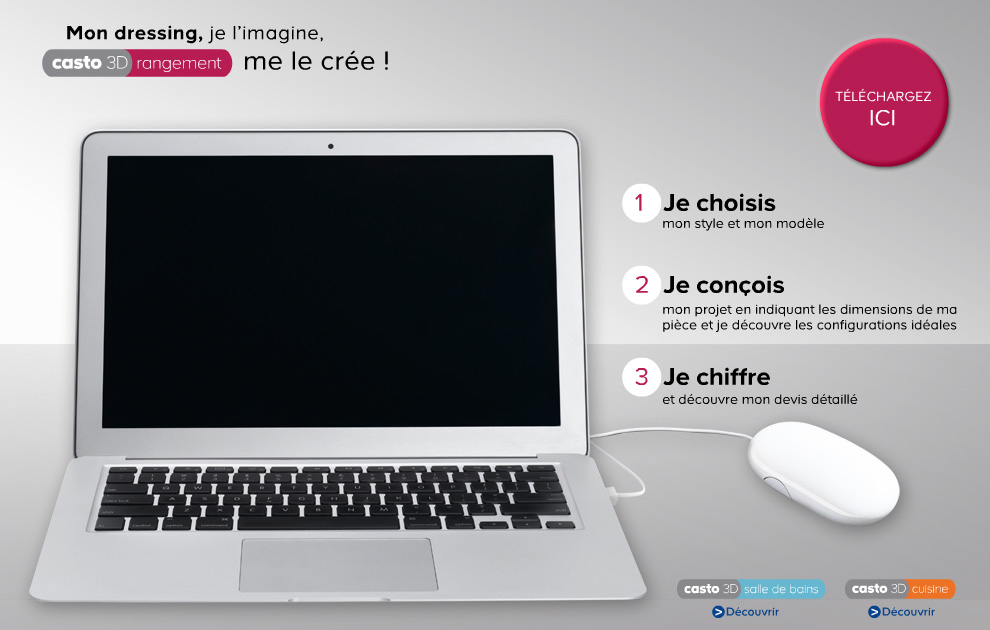 Mon dressing, je l'imagine,
casto 3D rangement me le crée !
TÉLÉCHARGEZ
ICI
1 Je choisis
mon style et mon modèle
2 Je conçois
mon projet en indiquant les dimensions de ma
pièce et je découvre les configurations idéales
3 Je chiffre
et découvre mon devis détaillé
casto 3D salle de bains
Découvrir
casto 3D cuisine
Découvrir